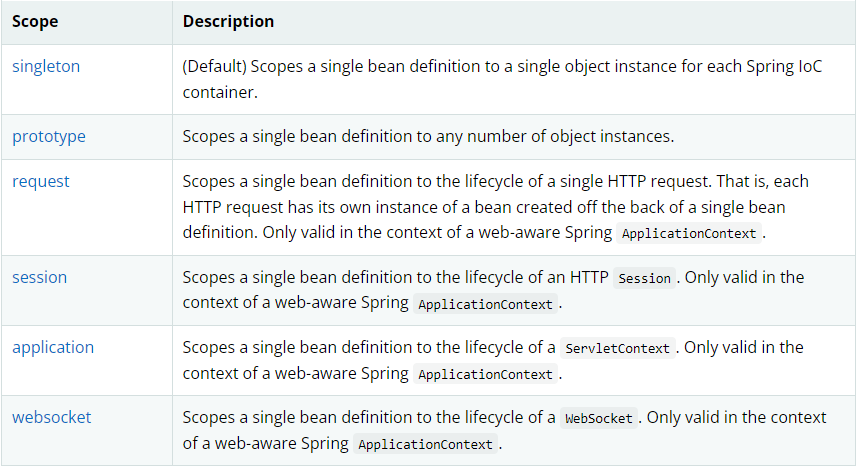 Scope Description
singleton (Default) Scopes a single bean definition to a single object instance for each Spring IoC
container.
prototype Scopes a single bean definition to any number of object instances.
request Scopes a single bean definition to the lifecycle of a single HTTP request. That is, each
HTTP request has its own instance of a bean created off the back of a single bean
definition. Only valid in the context of a web-aware Spring ApplicationContext.
session Scopes a single bean definition to the lifecycle of an HTTP Session. Only valid in the
context of a web-aware Spring ApplicationContext.
application Scopes a single bean definition to the lifecycle of a ServletContext. Only valid in the
context of a web-aware Spring ApplicationContext.
websocket Scopes a single bean definition to the lifecycle of a WebSocket. Only valid in the context
of a web-aware Spring ApplicationContext.